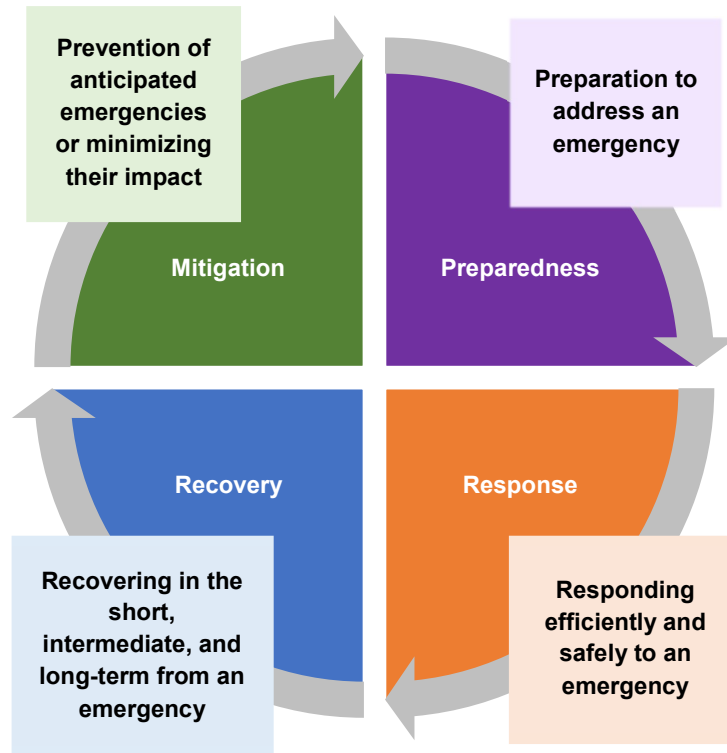 Prevention of
anticipated
emergencies
or minimizing
their impact
Preparation to
address an
emergency
Mitigation
Preparedness
Recovery
Response
Recovering in the
short,
intermediate, and
long-term from an
emergency
Responding
efficiently and
safely to an
emergency